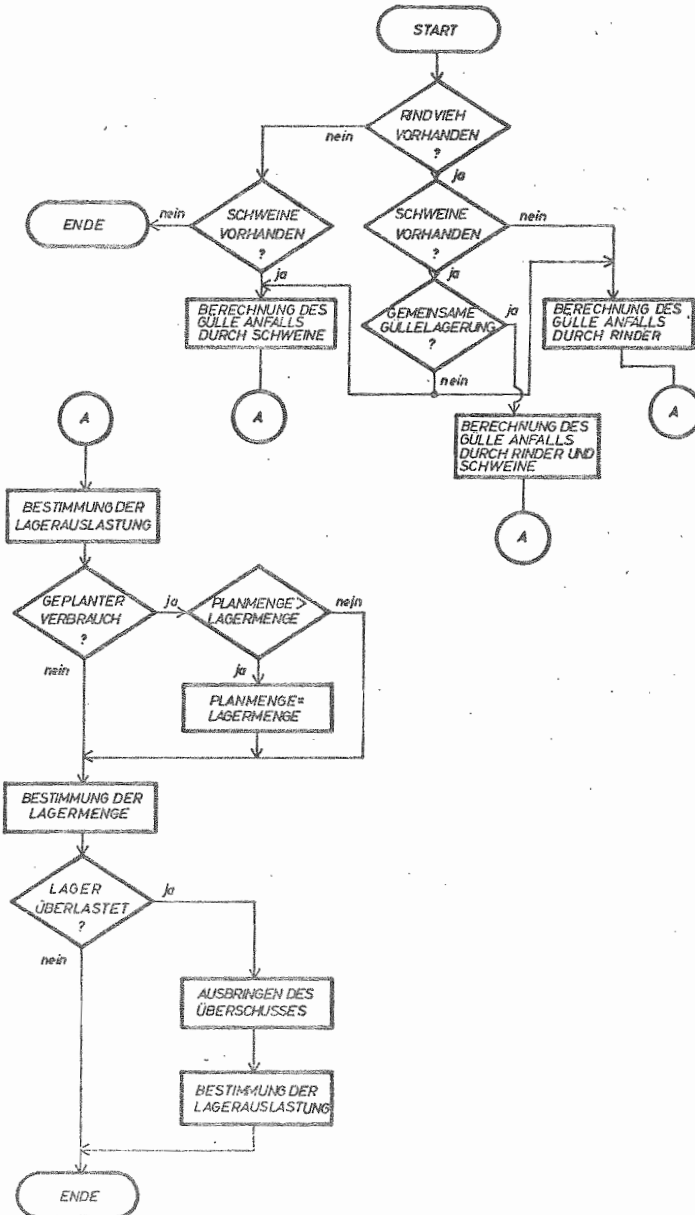 START
RINDVIEH
VORHANDEN
?
nein
ja
ENDE
nein
SCHWEINE
VORHANDEN
?
ja
SCHWEINE
VORHANDEN
?
nein
ja
BERECHNUNG DES
GÜLLE ANFALLS
DURCH SCHWEINE
GEMEINSAME
GÜLLELAGERUNG
?
ja
nein
BERECHNUNG DES
GÜLLE ANFALLS
DURCH RINDER
A
A
A
BERECHNUNG DES
GÜLLE ANFALLS
DURCH RINDER UND
SCHWEINE
A
BESTIMMUNG DER
LAGERAUSLASTUNG
GEPLANTER
VERBRAUCH
?
ja
nein
PLANMENGE>
LAGERMENGE
nein
ja
PLANMENGE=
LAGERMENGE
BESTIMMUNG DER
LAGERMENGE
LAGER
ÜBERLASTET
?
ja
nein
AUSBRINGEN DES
ÜBERSCHUSSES
BESTIMMUNG DER
LAGERAUSLASTUNG
ENDE